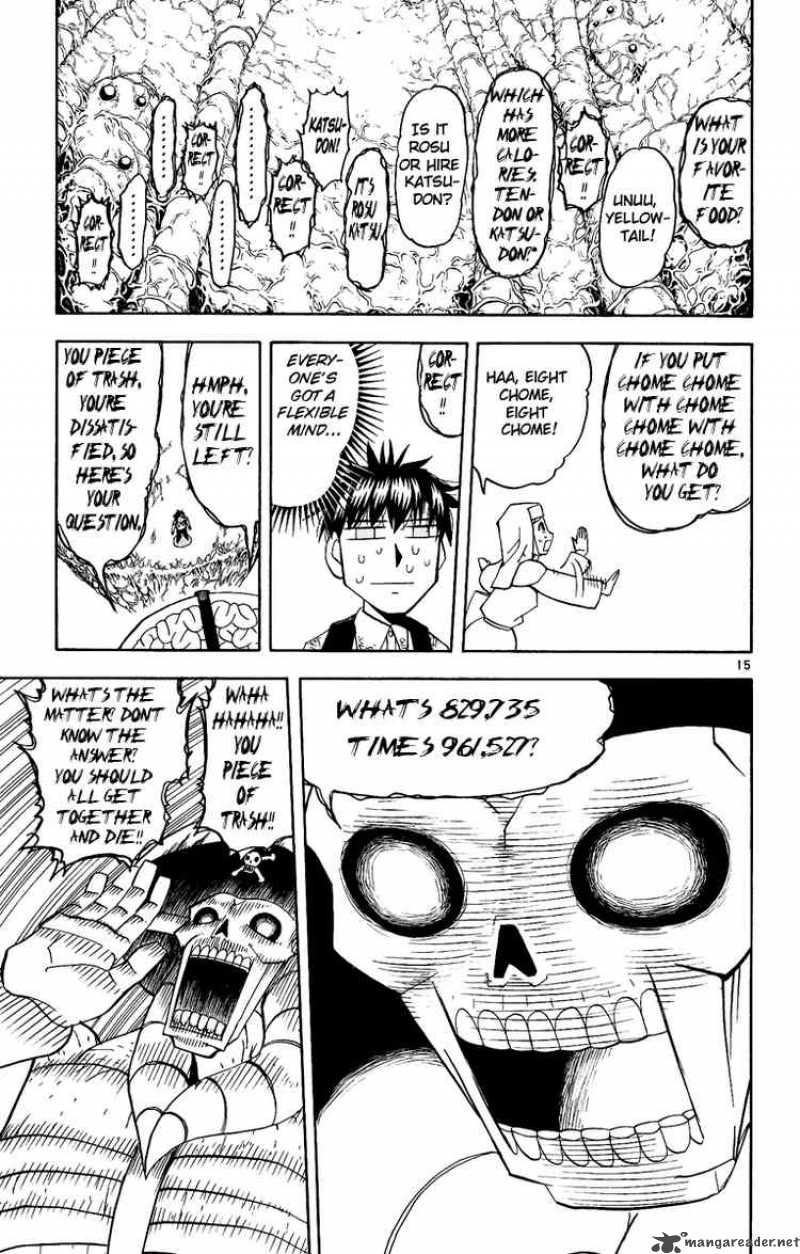 WHAT
IS YOUR
FAVOR-
ITE
FOOD?
UNUU,
YELLOW-
TAIL!
COR-
RECT
!!
WHICH
HAS
MORE
CALO-
RIES,
TEN-
DON OR
KATSU-
DON?
IS IT
ROSU
OR HIRE
KATSU-
DON?
KATSU-
DON!
IT'S
ROSU
KATSU.
COR-
RECT
!!
........
........
COR-
RECT
!!
........
........
COR-
RECT
!!
IF YOU PUT
CHOME CHOME
WITH CHOME
CHOME WITH
CHOME CHOME,
WHAT DO
YOU GET?
HAA, EIGHT
CHOME,
EIGHT
CHOME!
COR-
RECT
!!
EVERY-
ONE'S
GOT A
FLEXIBLE
MIND...
HMPH,
YOU'RE
STILL
LEFT?
YOU PIECE
OF TRASH,
YOU'RE
DISSATIS-
FIED, SO
HERE'S
YOUR
QUESTION.
15
WHAT'S 829,735
TIMES 961,527?
WAHA
HAHAHA!!
YOU
PIECE
OF
TRASH!!
WHAT'S THE
MATTER? DON'T
KNOW THE
ANSWER?
YOU SHOULD
ALL GET
TOGETHER
AND DIE!!
mangareader.net